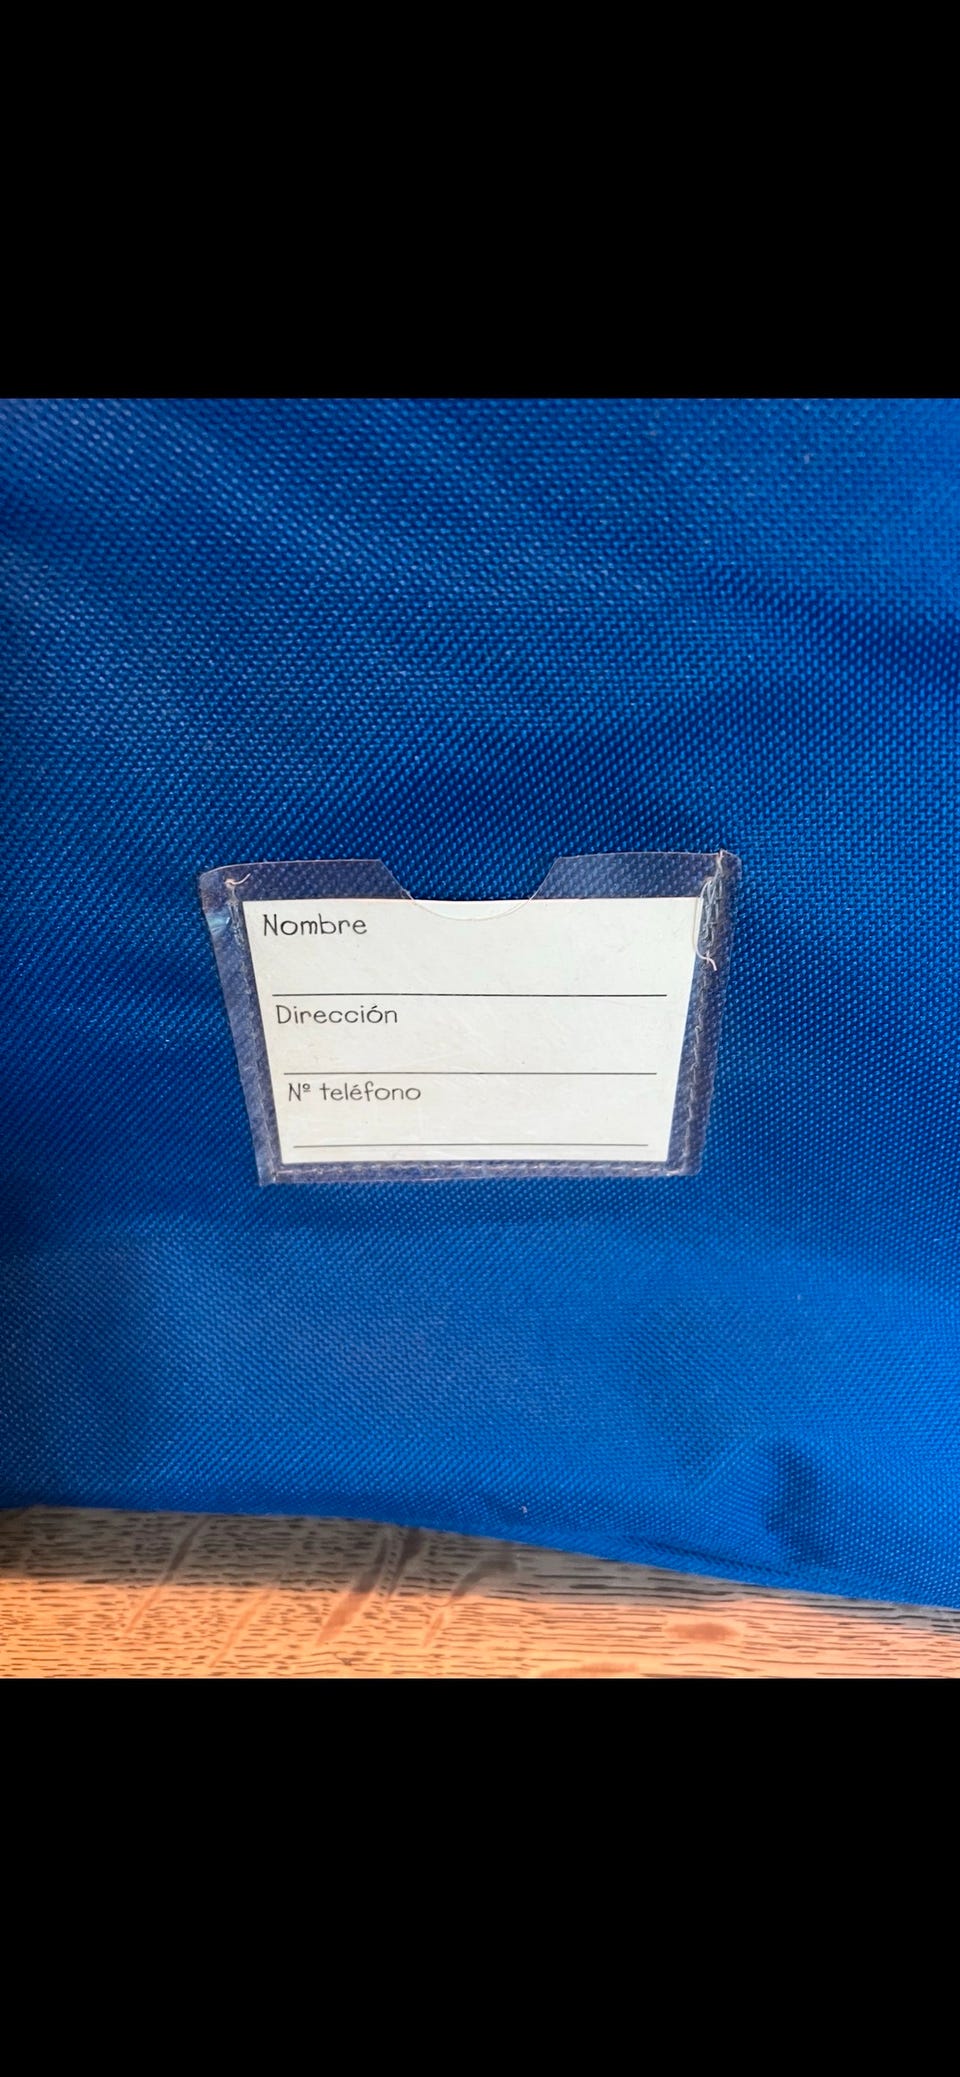 Nombre
Dirección
Nº teléfono